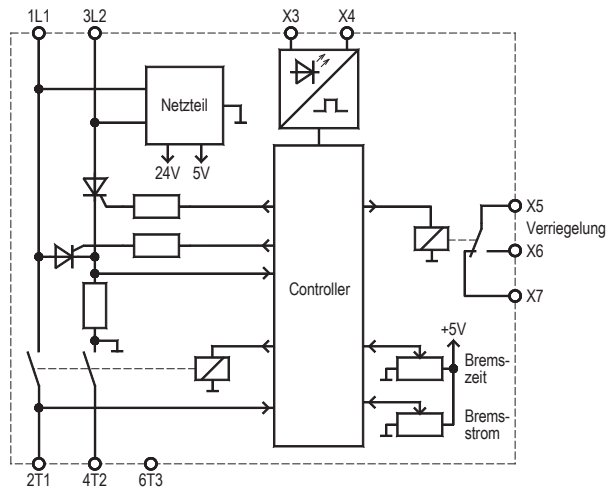 1L1 3L2 X3 X4
Netzteil
24V 5V
X5
Verriegelung
X6
Controller
X7
+5V
Brems-
zeit
Brems-
strom
2T1 4T2 6T3